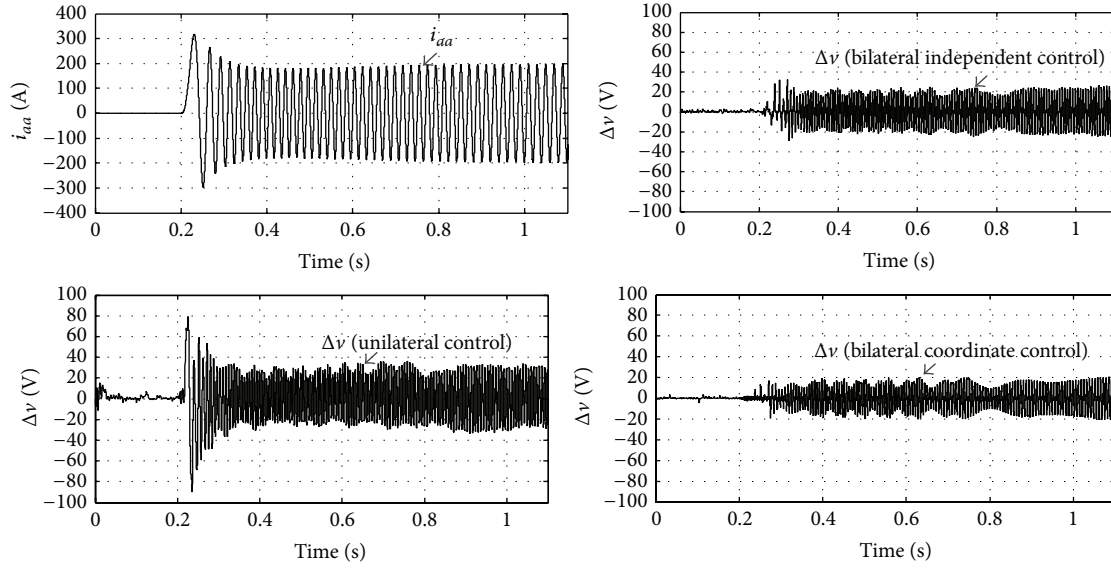 400
300
200
100
0
−100
−200
−300
−400
i_aa (A)
i_aa
0 0.2 0.4 0.6 0.8 1
Time (s)
100
80
60
40
20
0
−20
−40
−60
−80
−100
Δv (V)
Δv (bilateral independent control)
0 0.2 0.4 0.6 0.8 1
Time (s)
100
80
60
40
20
0
−20
−40
−60
−80
−100
Δv (V)
Δv (unilateral control)
0 0.2 0.4 0.6 0.8 1
Time (s)
100
80
60
40
20
0
−20
−40
−60
−80
−100
Δv (V)
Δv (bilateral coordinate control)
0 0.2 0.4 0.6 0.8 1
Time (s)